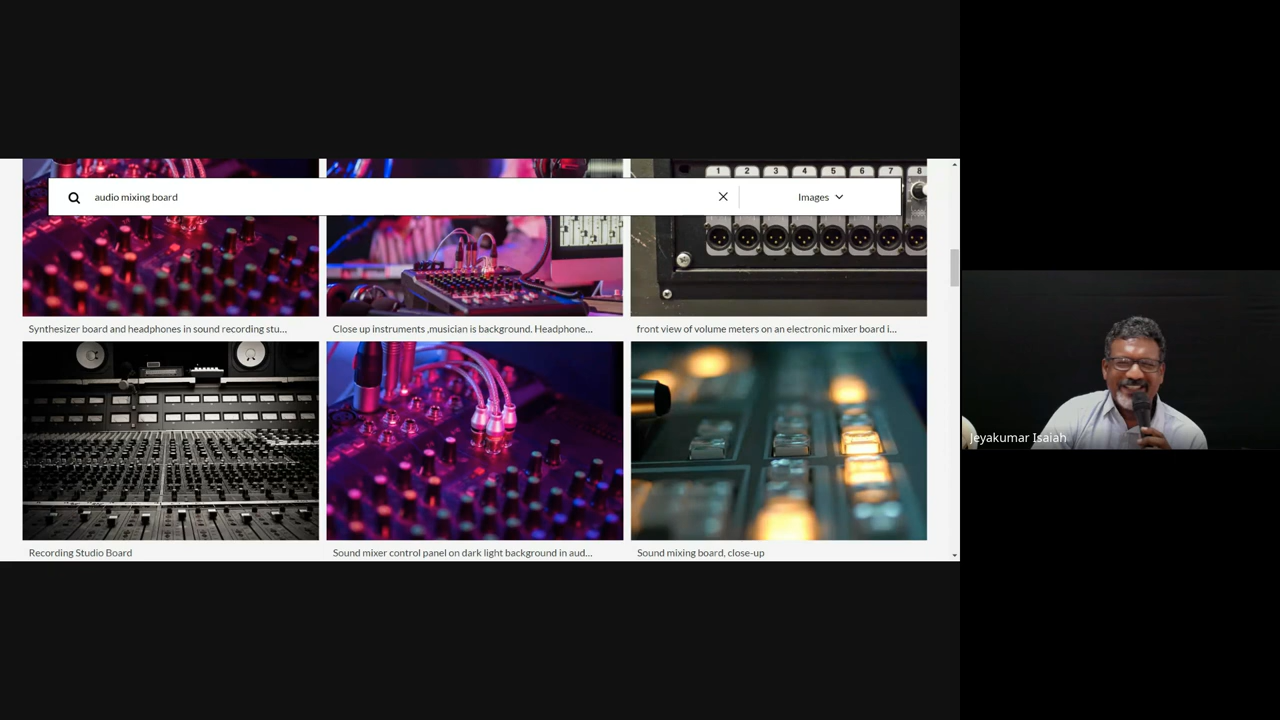 audio mixing board
Images
1 2 3 4 5 6 7 8
Synthesizer board and headphones in sound recording stu...
Close up instruments ,musician is background. Headphone...
front view of volume meters on an electronic mixer board i...
Jeyakumar Isaiah
Recording Studio Board
Sound mixer control panel on dark light background in aud...
Sound mixing board, close-up